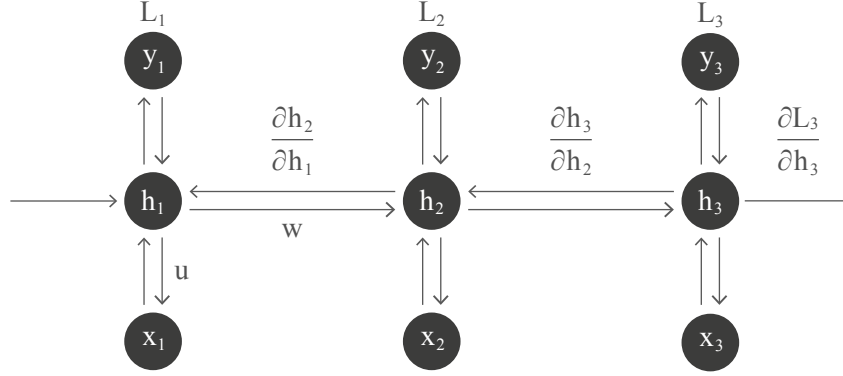 L₁ L₂ L₃
y₁ y₂ y₃
∂h₂/∂h₁ ∂h₃/∂h₂ ∂L₃/∂h₃
h₁ h₂ h₃
w
u
x₁ x₂ x₃